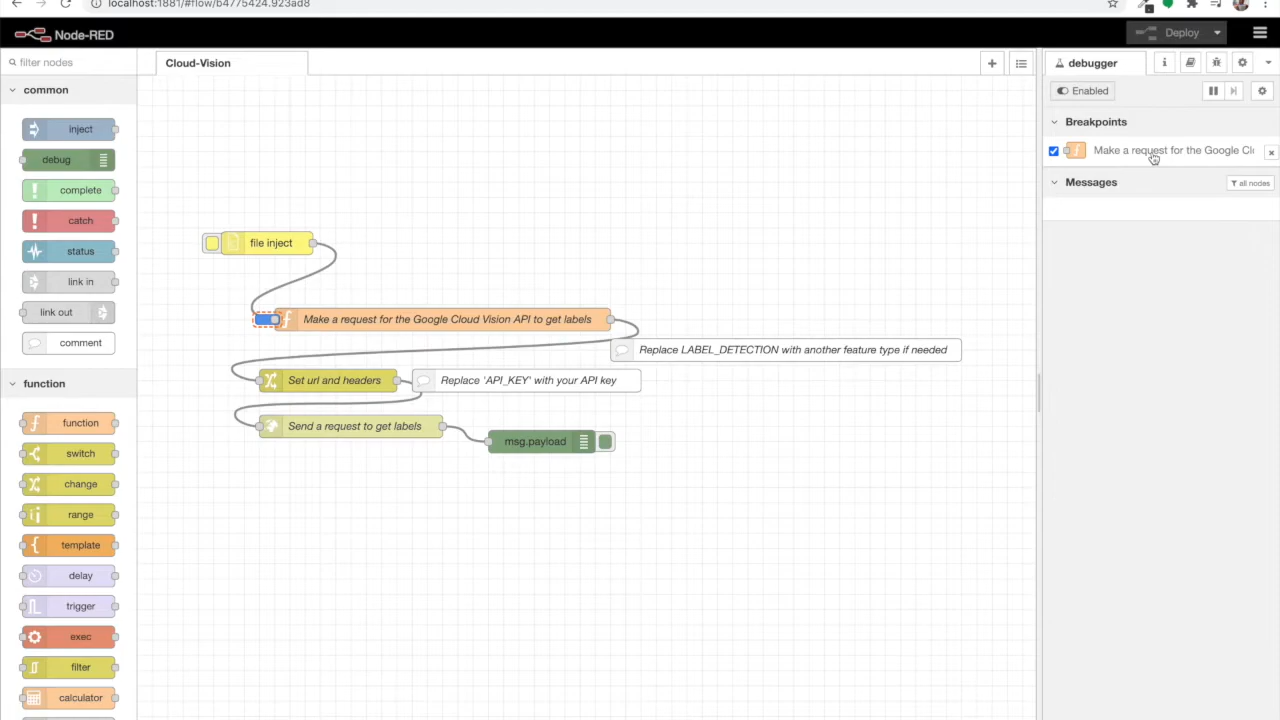 localhost:1881/#flow/b4775424.923ad8
Node-RED
Deploy
filter nodes
Cloud-Vision
debugger
Enabled
common
Breakpoints
inject
Make a request for the Google Clo
debug
complete
Messages
all nodes
catch
file inject
status
link in
link out
Make a request for the Google Cloud Vision API to get labels
comment
Replace LABEL_DETECTION with another feature type if needed
function
Set url and headers
Replace 'API_KEY' with your API key
function
Send a request to get labels
msg.payload
switch
change
range
template
delay
trigger
exec
filter
calculator